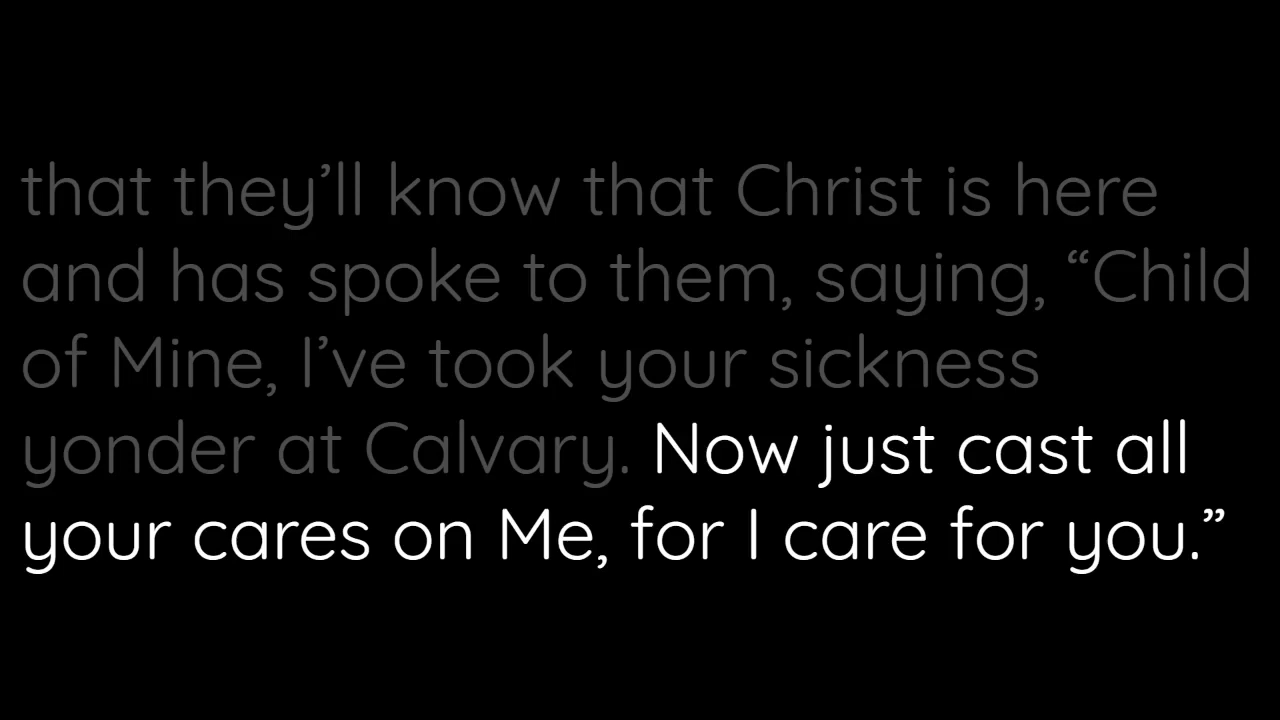 that they’ll know that Christ is here
and has spoke to them, saying, “Child
of Mine, I’ve took your sickness
yonder at Calvary. Now just cast all
your cares on Me, for I care for you.”